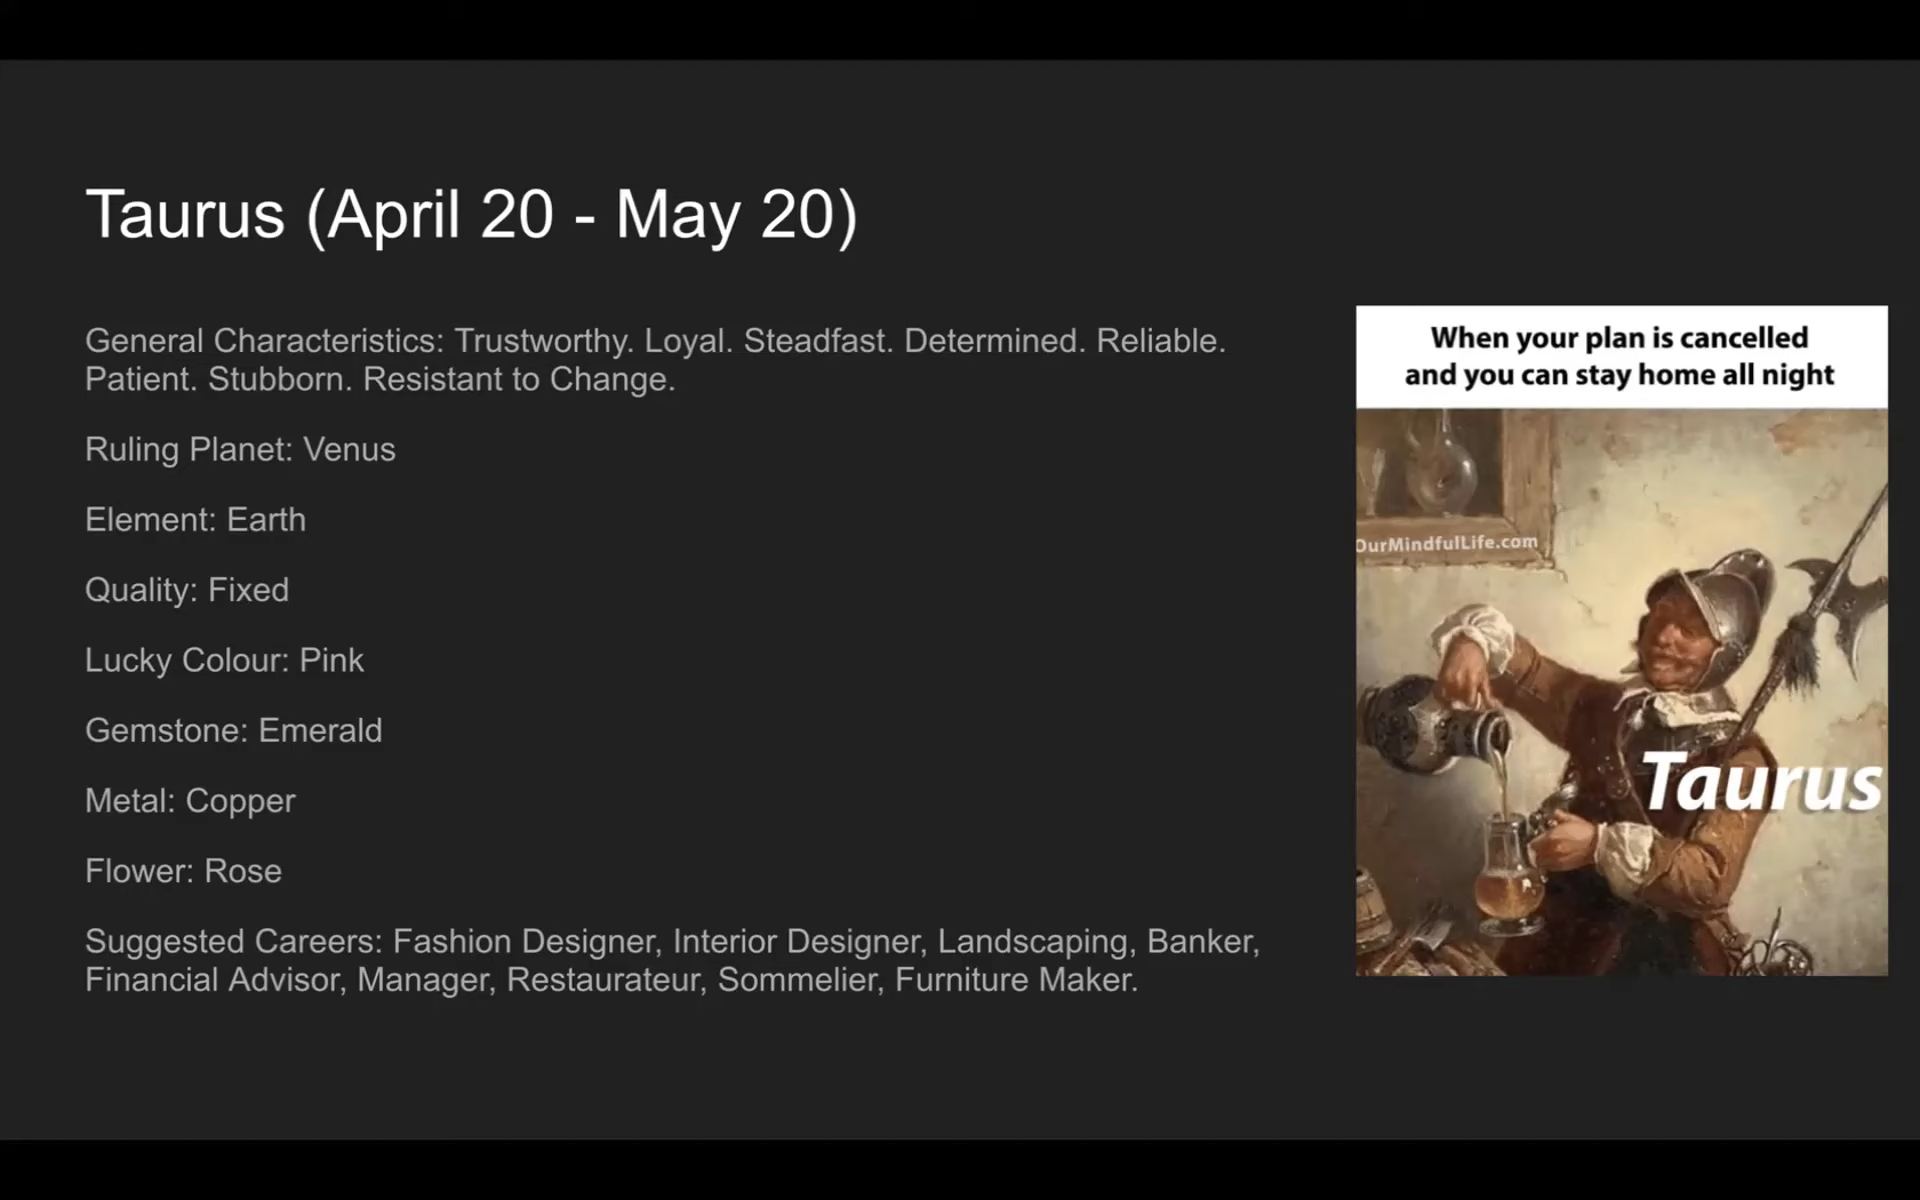 Taurus (April 20 - May 20)
General Characteristics: Trustworthy. Loyal. Steadfast. Determined. Reliable.
Patient. Stubborn. Resistant to Change.
Ruling Planet: Venus
Element: Earth
Quality: Fixed
Lucky Colour: Pink
Gemstone: Emerald
Metal: Copper
Flower: Rose
Suggested Careers: Fashion Designer, Interior Designer, Landscaping, Banker,
Financial Advisor, Manager, Restaurateur, Sommelier, Furniture Maker.
When your plan is cancelled
and you can stay home all night
OurMindfulLife.com
Taurus